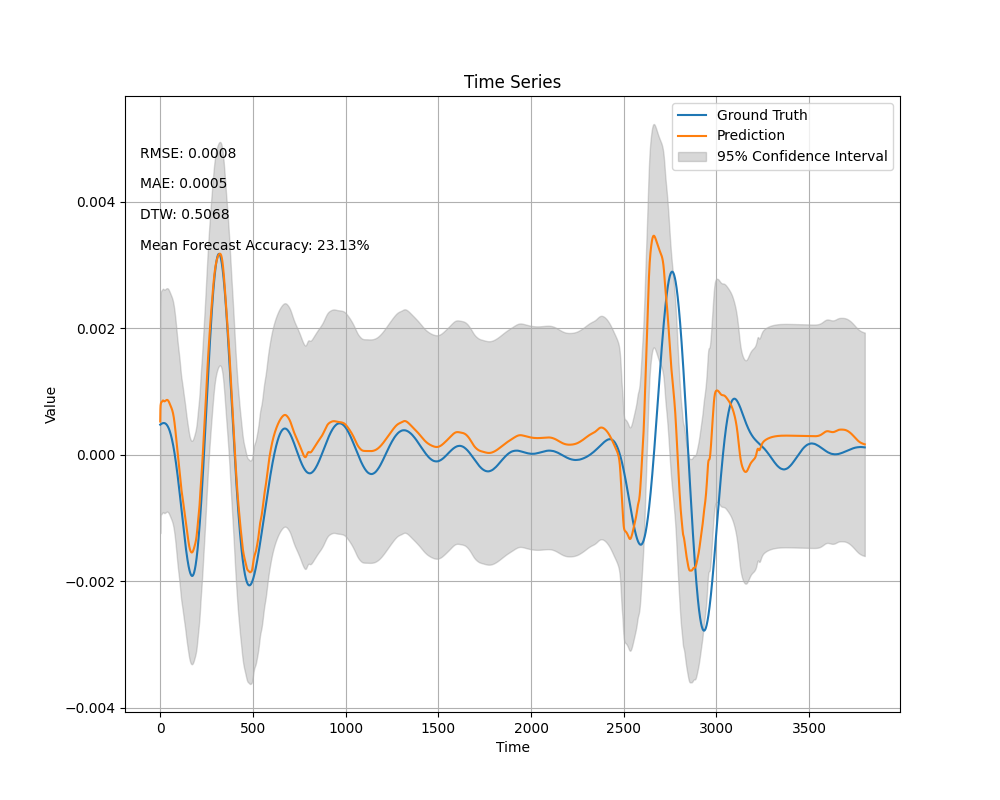 Time Series
Ground Truth
Prediction
95% Confidence Interval
RMSE: 0.0008
MAE: 0.0005
DTW: 0.5068
Mean Forecast Accuracy: 23.13%
0.004
0.002
0.000
−0.002
−0.004
Value
0 500 1000 1500 2000 2500 3000 3500
Time